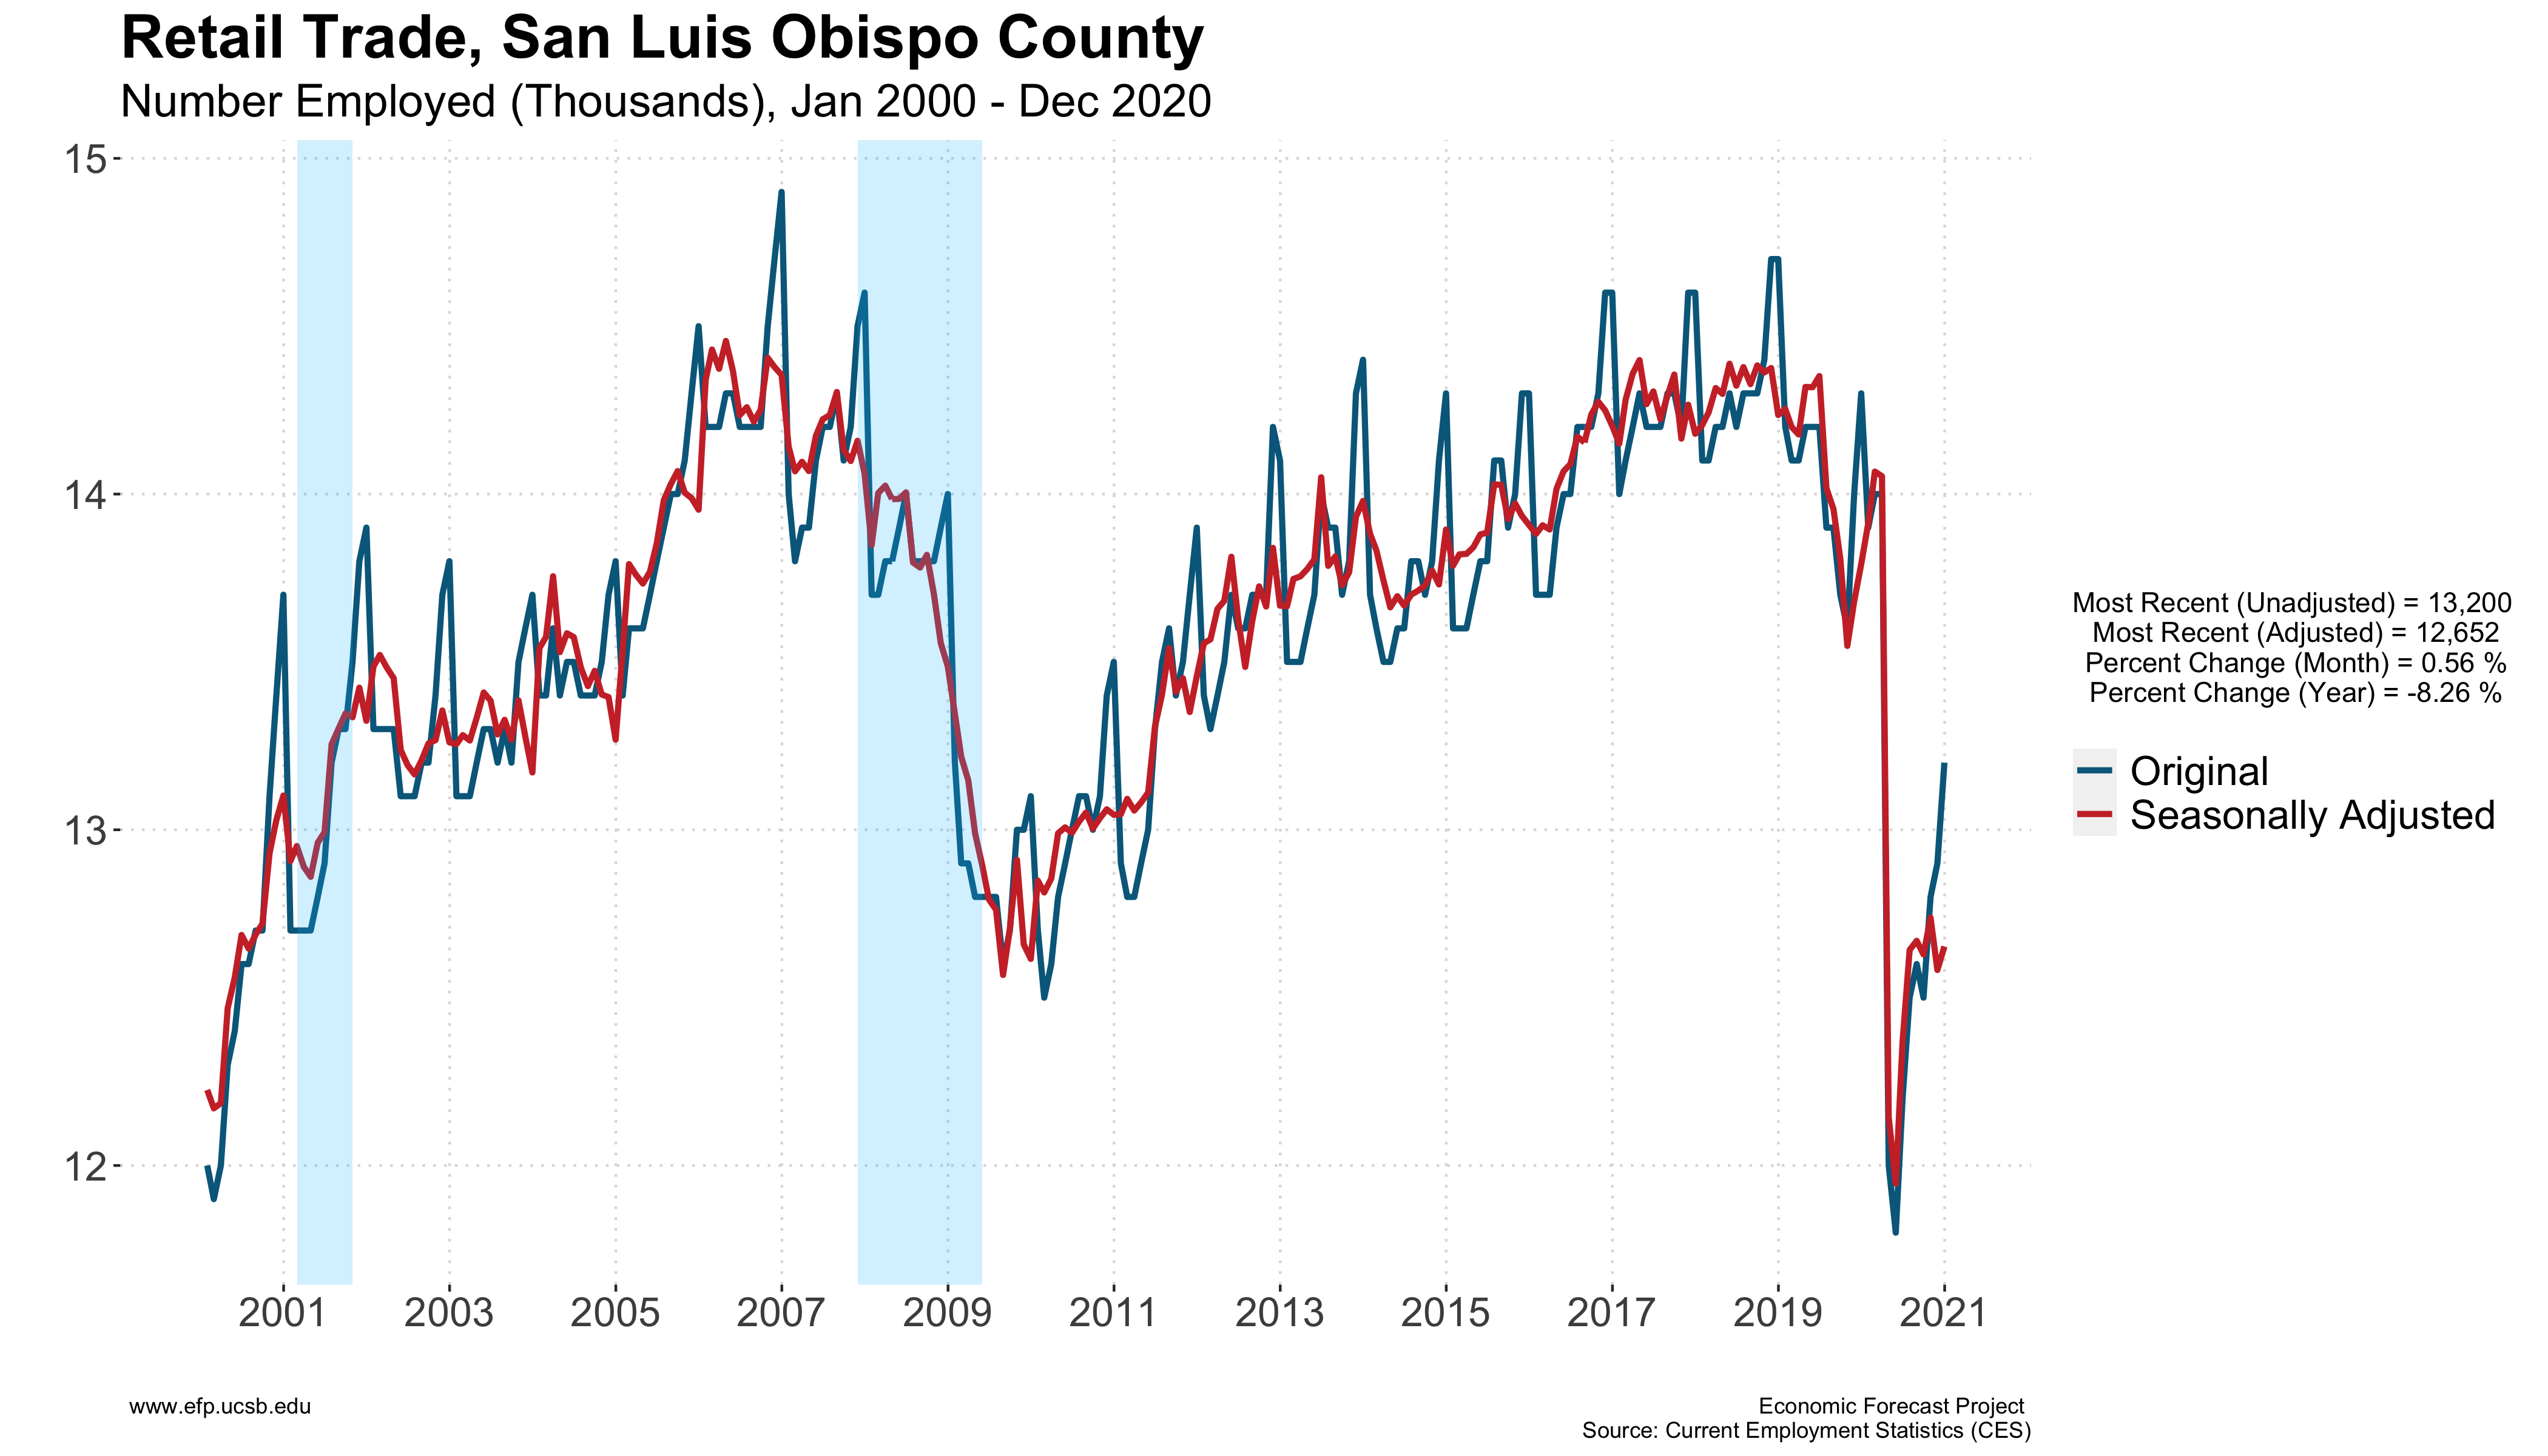 Retail Trade, San Luis Obispo County
Number Employed (Thousands), Jan 2000 - Dec 2020
15
14
13
12
2001 2003 2005 2007 2009 2011 2013 2015 2017 2019 2021
Most Recent (Unadjusted) = 13,200
Most Recent (Adjusted) = 12,652
Percent Change (Month) = 0.56 %
Percent Change (Year) = -8.26 %
Original
Seasonally Adjusted
www.efp.ucsb.edu
Economic Forecast Project
Source: Current Employment Statistics (CES)